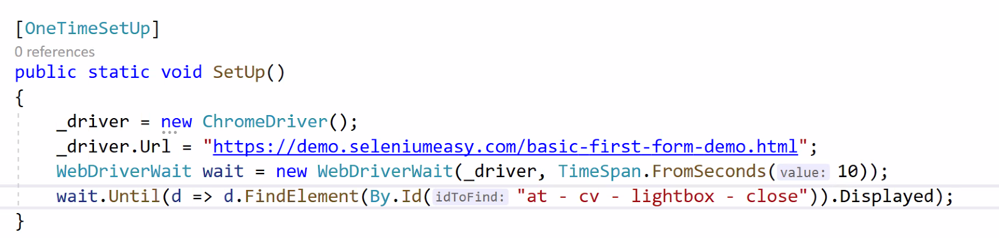 [OneTimeSetUp]
0 references
public static void SetUp()
{
_driver = new ChromeDriver();
_driver.Url = "https://demo.seleniumeasy.com/basic-first-form-demo.html";
WebDriverWait wait = new WebDriverWait(_driver, TimeSpan.FromSeconds(value: 10));
wait.Until(d => d.FindElement(By.Id(idToFind: "at - cv - lightbox - close")).Displayed);
}